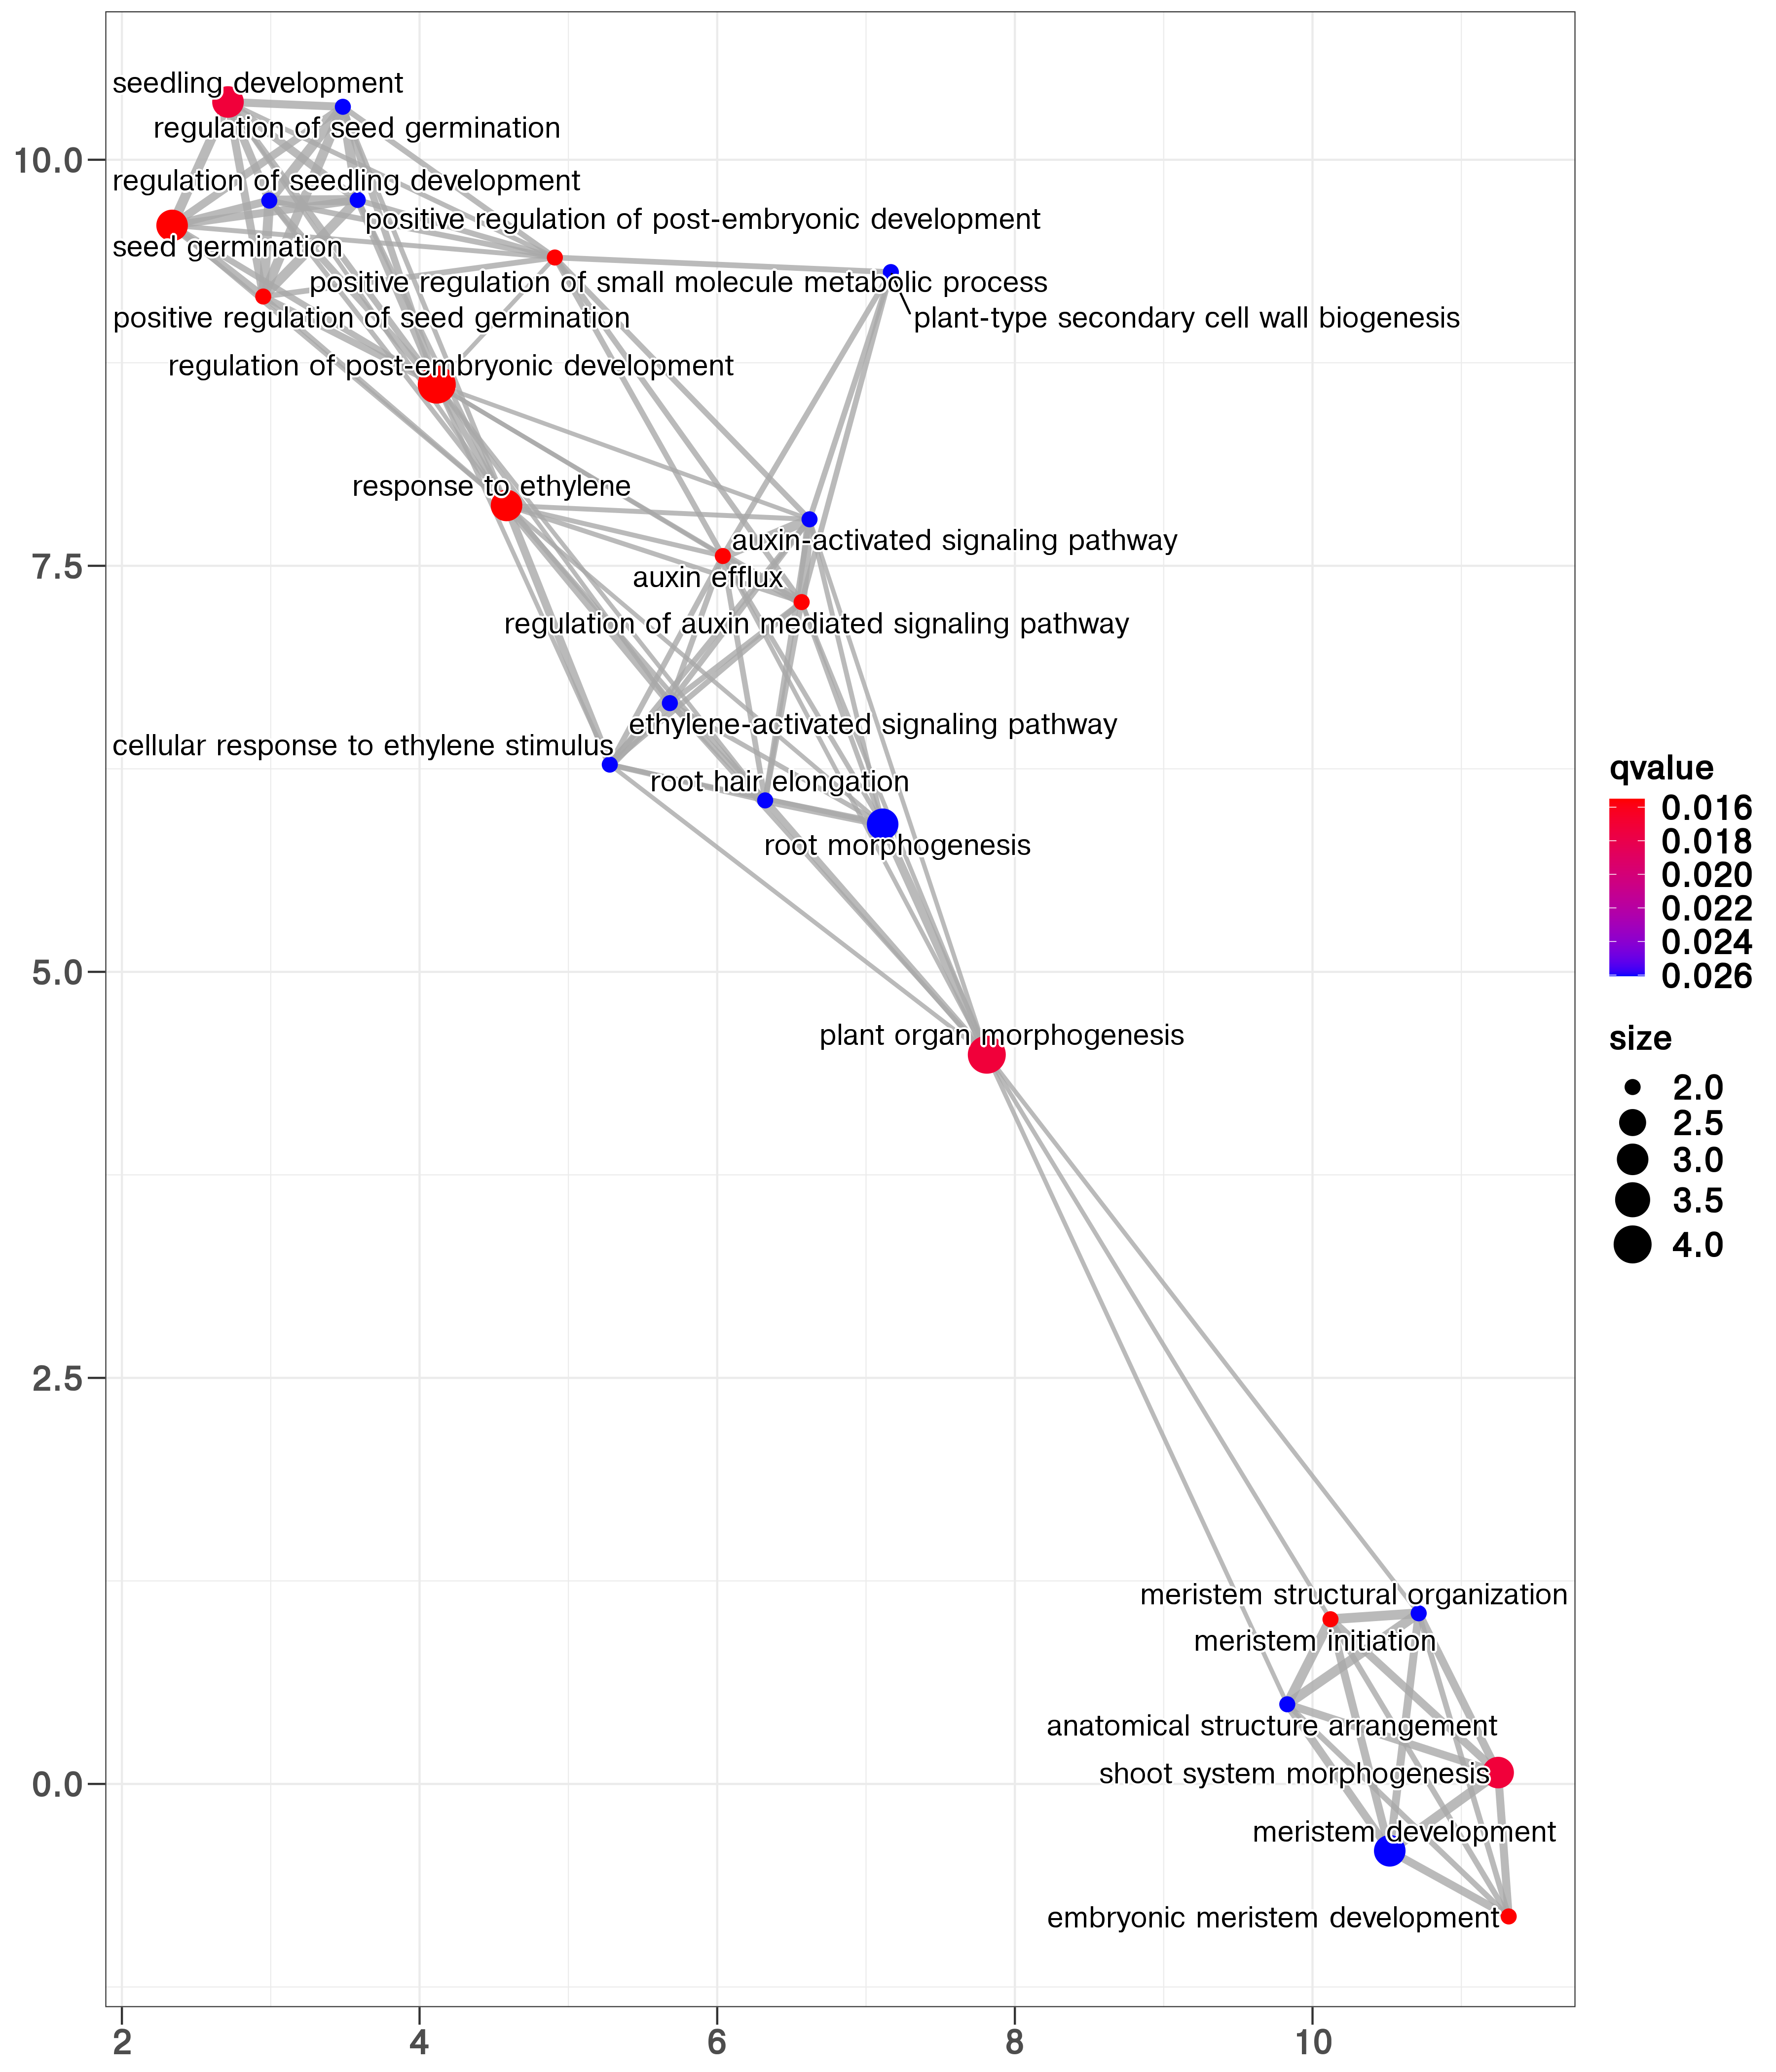 seedling development
regulation of seed germination
10.0
regulation of seedling development
positive regulation of post-embryonic development
seed germination
positive regulation of small molecule metabolic process
positive regulation of seed germination
plant-type secondary cell wall biogenesis
regulation of post-embryonic development
response to ethylene
auxin-activated signaling pathway
7.5
auxin efflux
regulation of auxin mediated signaling pathway
ethylene-activated signaling pathway
cellular response to ethylene stimulus
root hair elongation
root morphogenesis
5.0
plant organ morphogenesis
2.5
meristem structural organization
meristem initiation
anatomical structure arrangement
shoot system morphogenesis
0.0
meristem development
embryonic meristem development
2 4 6 8 10
qvalue
0.016
0.018
0.020
0.022
0.024
0.026
size
2.0
2.5
3.0
3.5
4.0